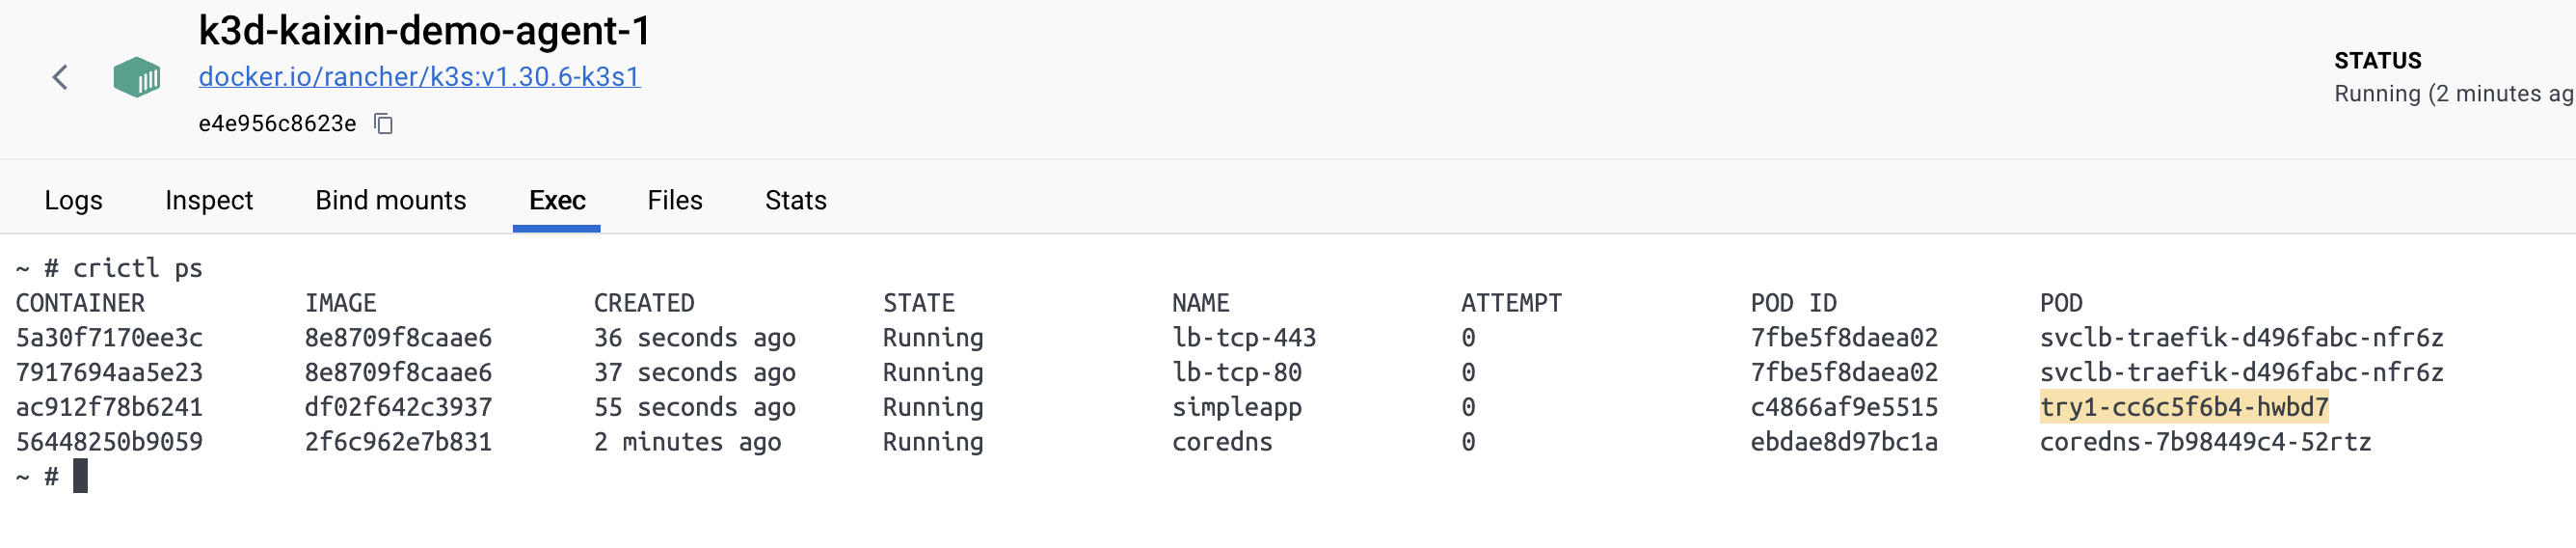 k3d-kaixin-demo-agent-1
docker.io/rancher/k3s:v1.30.6-k3s1
e4e956c8623e
STATUS
Running (2 minutes ag
Logs Inspect Bind mounts Exec Files Stats
~ # crictl ps
CONTAINER IMAGE CREATED STATE NAME ATTEMPT POD ID POD
5a30f7170ee3c 8e8709f8caae6 36 seconds ago Running lb-tcp-443 0 7fbe5f8daea02 svclb-traefik-d496fabc-nfr6z
7917694aa5e23 8e8709f8caae6 37 seconds ago Running lb-tcp-80 0 7fbe5f8daea02 svclb-traefik-d496fabc-nfr6z
ac912f78b6241 df02f642c3937 55 seconds ago Running simpleapp 0 c4866af9e5515 try1-cc6c5f6b4-hwbd7
56448250b9059 2f6c962e7b831 2 minutes ago Running coredns 0 ebdae8d97bc1a coredns-7b98449c4-52rtz
~ #